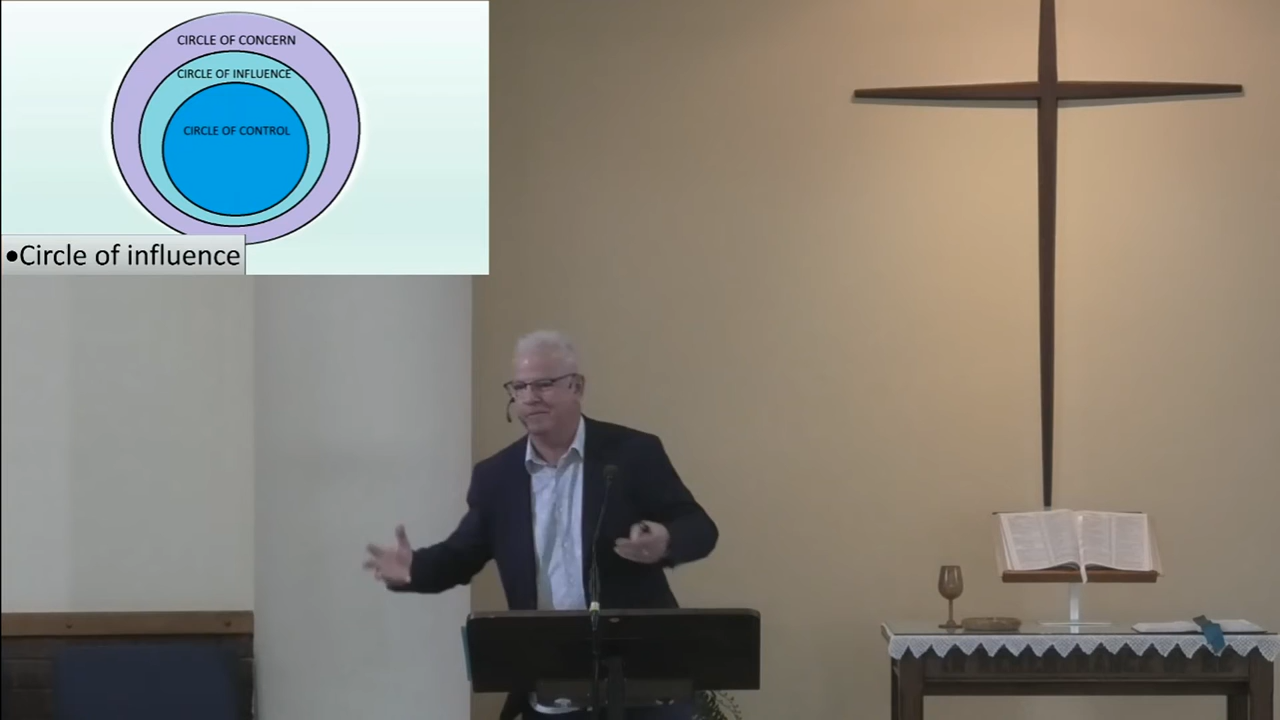 CIRCLE OF CONCERN
CIRCLE OF INFLUENCE
CIRCLE OF CONTROL
•Circle of influence